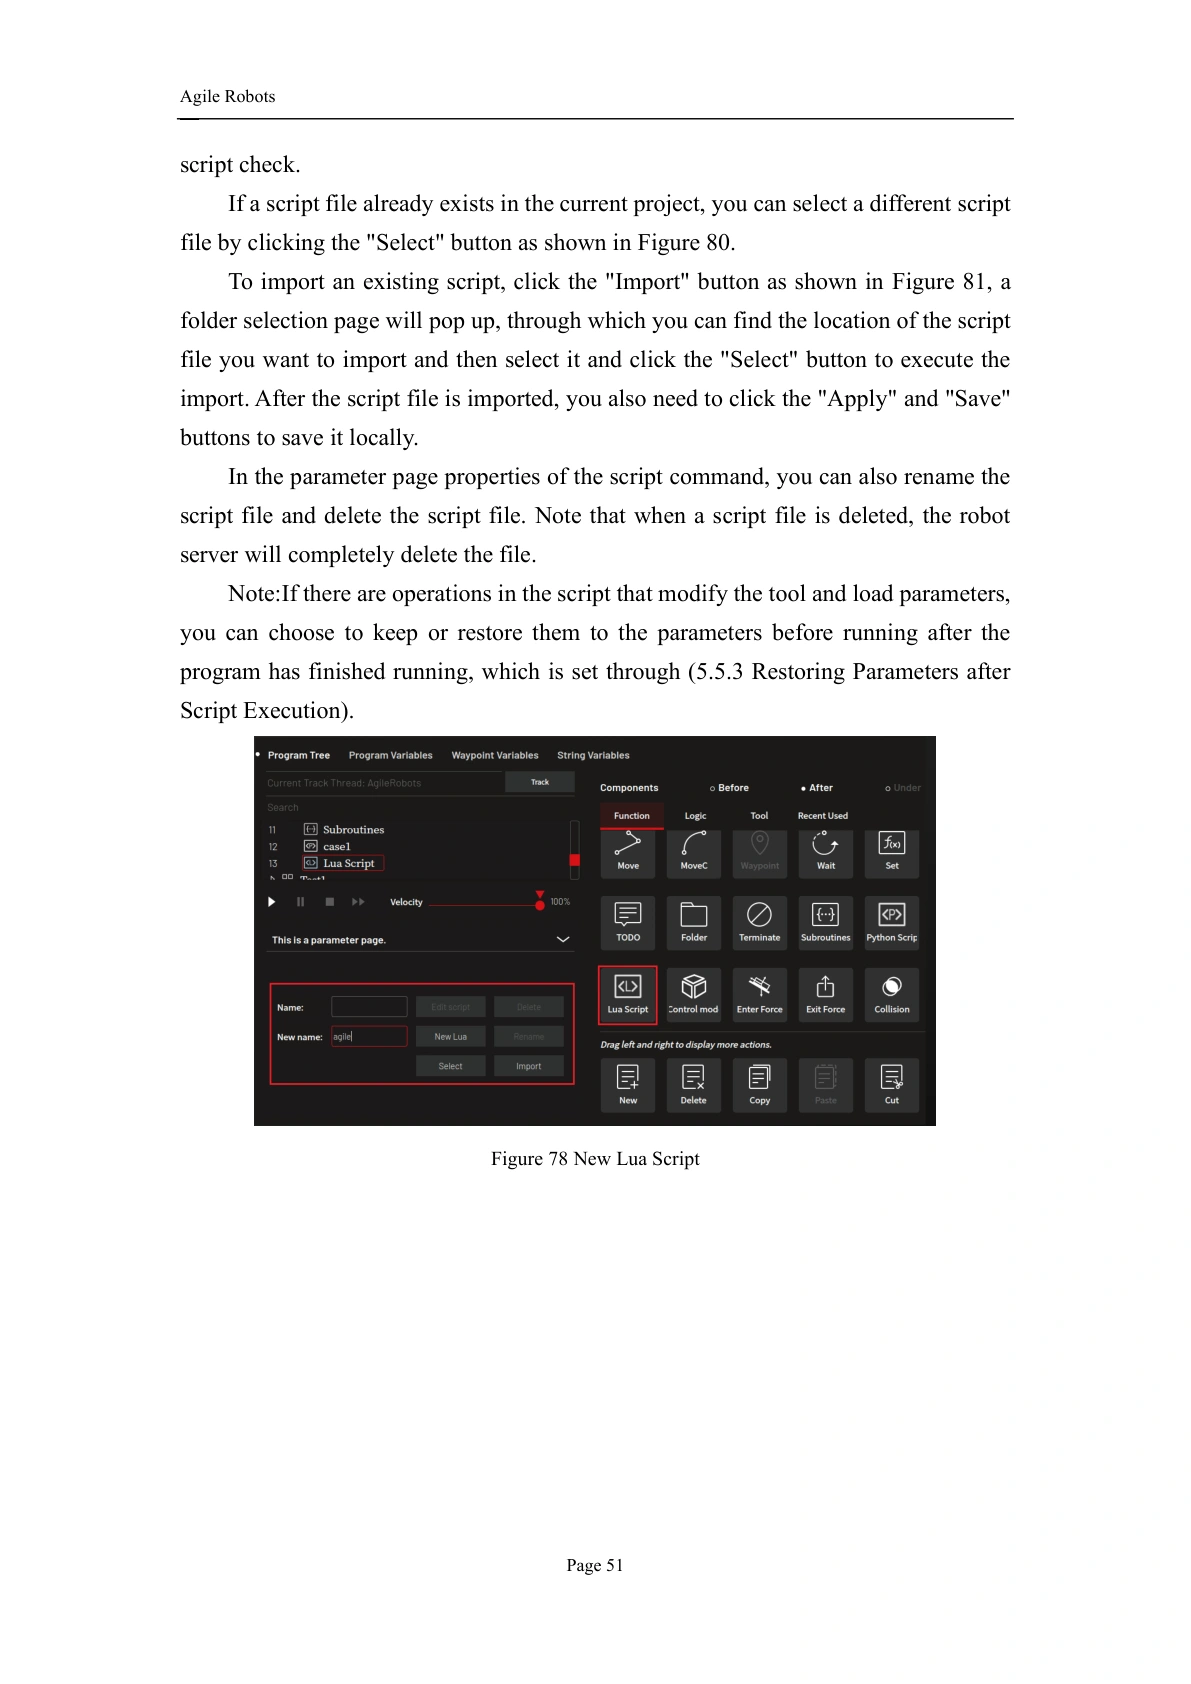 Agile Robots
script check.
If a script file already exists in the current project, you can select a different script
file by clicking the "Select" button as shown in Figure 80.
To import an existing script, click the "Import" button as shown in Figure 81, a
folder selection page will pop up, through which you can find the location of the script
file you want to import and then select it and click the "Select" button to execute the
import. After the script file is imported, you also need to click the "Apply" and "Save"
buttons to save it locally.
In the parameter page properties of the script command, you can also rename the
script file and delete the script file. Note that when a script file is deleted, the robot
server will completely delete the file.
Note:If there are operations in the script that modify the tool and load parameters,
you can choose to keep or restore them to the parameters before running after the
program has finished running, which is set through (5.5.3 Restoring Parameters after
Script Execution).
Program Tree Program Variables Waypoint Variables String Variables
Current Track Thread: AgileRobots Track
Search
11 Subroutines
12 case1
13 Lua Script
Velocity 100%
This is a parameter page.
Name: Edit script Delete
New name: agile New Lua Rename
Select Import
Components Before After Under
Function Logic Tool Recent Used
Move MoveC Waypoint Wait Set
f(x)
TODO Folder Terminate Subroutines Python Scrip
<P>
<L>
Lua Script Control mod Enter Force Exit Force Collision
Drag left and right to display more actions.
New Delete Copy Paste Cut
Figure 78 New Lua Script
Page 51